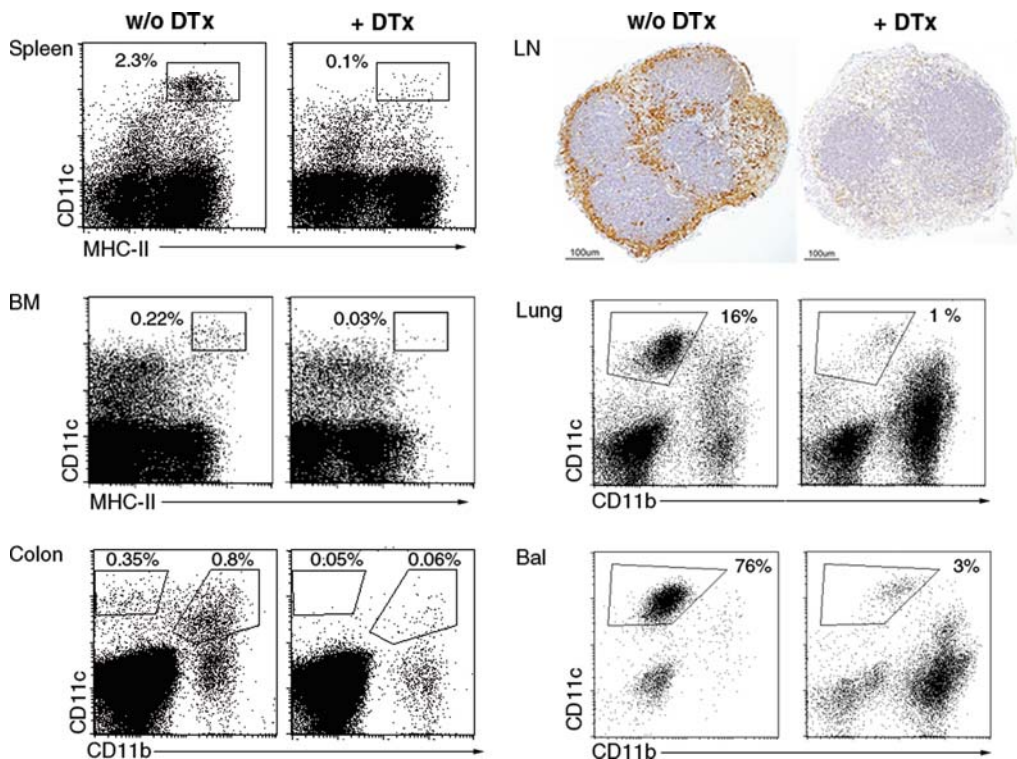 w/o DTx
+ DTx
Spleen
2.3%
0.1%
CD11c
MHC-II
BM
0.22%
0.03%
CD11c
MHC-II
Colon
0.35%
0.8%
0.05%
0.06%
CD11c
CD11b
w/o DTx
+ DTx
LN
100um
100um
Lung
16%
1 %
CD11c
CD11b
Bal
76%
3%
CD11c
CD11b